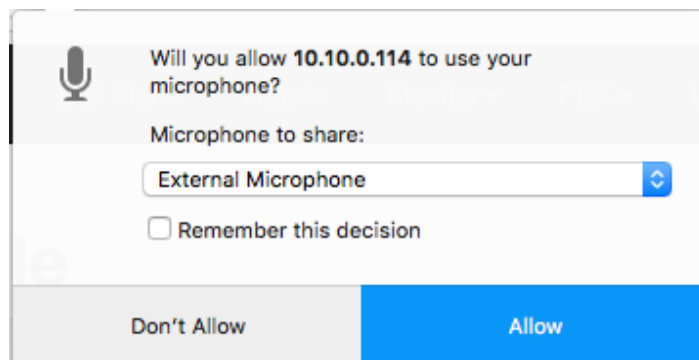 Will you allow 10.10.0.114 to use your
microphone?
Microphone to share:
External Microphone
Remember this decision
Don't Allow
Allow